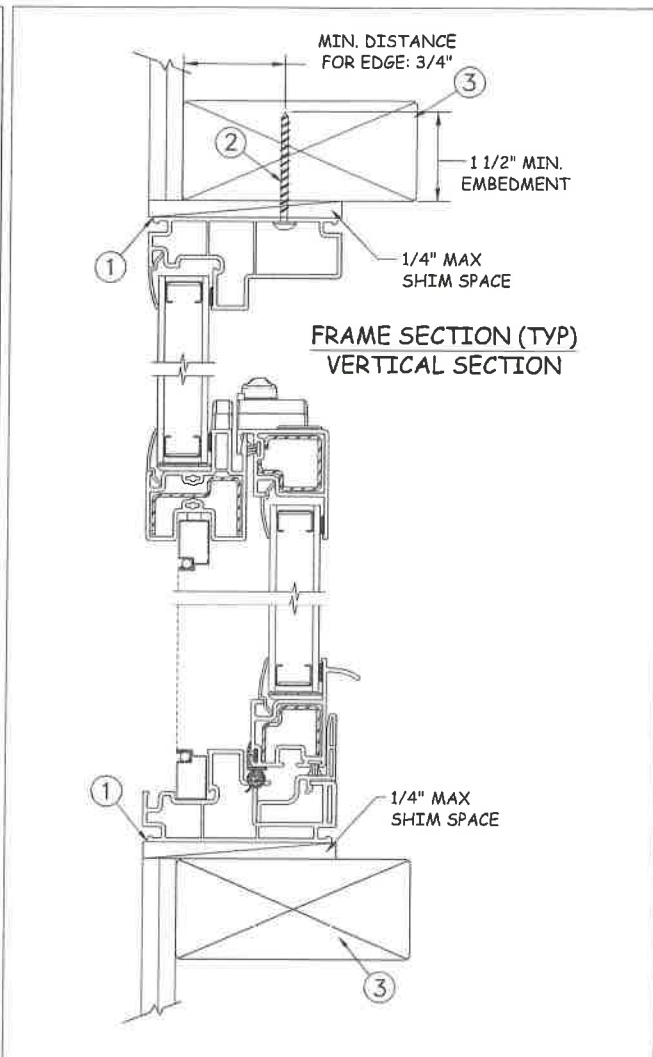 MIN. DISTANCE
FOR EDGE: 3/4"
3
2
1 1/2" MIN.
EMBEDMENT
1
1/4" MAX
SHIM SPACE
FRAME SECTION (TYP)
VERTICAL SECTION
1
1/4" MAX
SHIM SPACE
3